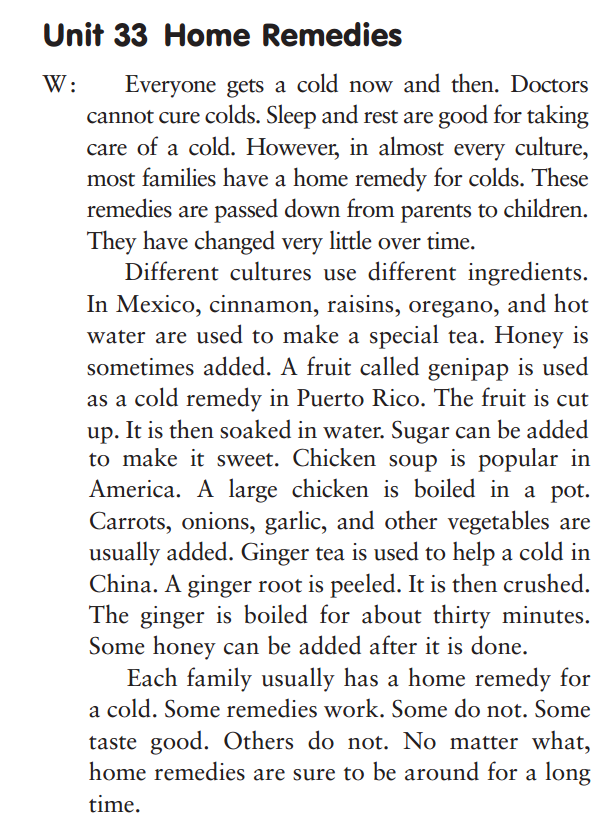 Unit 33 Home Remedies
W: Everyone gets a cold now and then. Doctors
cannot cure colds. Sleep and rest are good for taking
care of a cold. However, in almost every culture,
most families have a home remedy for colds. These
remedies are passed down from parents to children.
They have changed very little over time.
Different cultures use different ingredients.
In Mexico, cinnamon, raisins, oregano, and hot
water are used to make a special tea. Honey is
sometimes added. A fruit called genipap is used
as a cold remedy in Puerto Rico. The fruit is cut
up. It is then soaked in water. Sugar can be added
to make it sweet. Chicken soup is popular in
America. A large chicken is boiled in a pot.
Carrots, onions, garlic, and other vegetables are
usually added. Ginger tea is used to help a cold in
China. A ginger root is peeled. It is then crushed.
The ginger is boiled for about thirty minutes.
Some honey can be added after it is done.
Each family usually has a home remedy for
a cold. Some remedies work. Some do not. Some
taste good. Others do not. No matter what,
home remedies are sure to be around for a long
time.